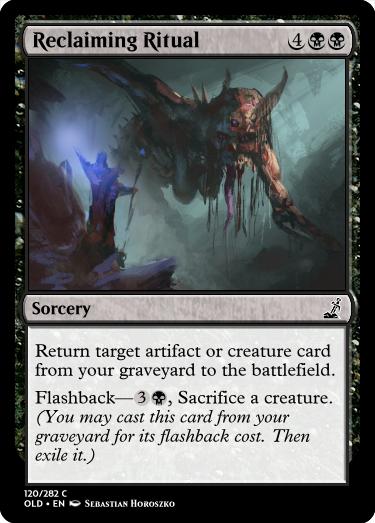 Reclaiming Ritual 4
Sorcery
Return target artifact or creature card
from your graveyard to the battlefield.
Flashback—3, Sacrifice a creature.
(You may cast this card from your
graveyard for its flashback cost. Then
exile it.)
120/282 C
OLD • EN Sebastian Horoszko